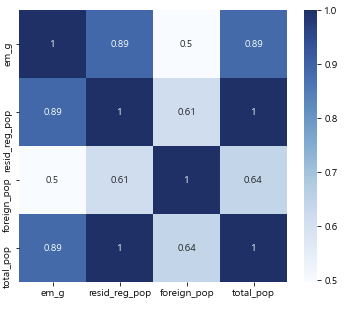 em_g
1
0.89
0.5
0.89
resid_reg_pop
0.89
1
0.61
1
foreign_pop
0.5
0.61
1
0.64
total_pop
0.89
1
0.64
1
em_g
resid_reg_pop
foreign_pop
total_pop
1.0
0.9
0.8
0.7
0.6
0.5